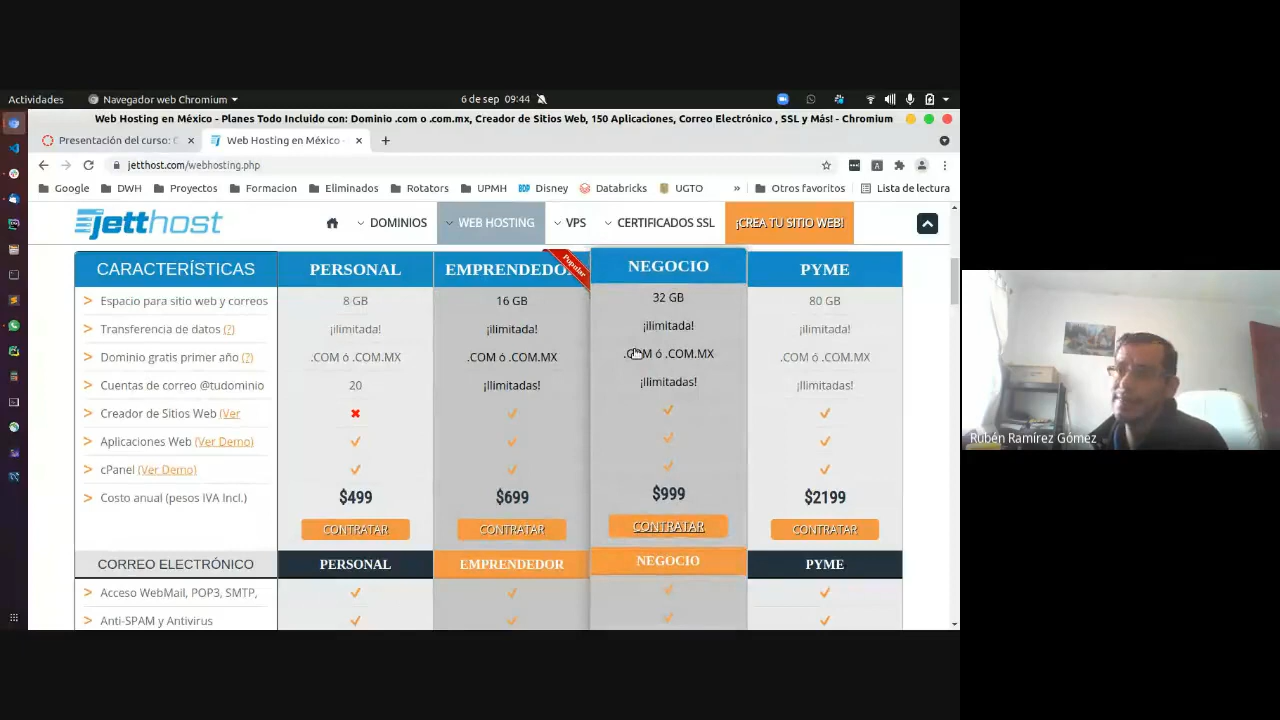 Actividades
Navegador web Chromium
6 de sep 09:44
Web Hosting en México - Planes Todo Incluido con: Dominio .com o .com.mx, Creador de Sitios Web, 150 Aplicaciones, Correo Electrónico , SSL y Más! - Chromium
Presentación del curso: C
Web Hosting en México -
jetthost.com/webhosting.php
Google
DWH
Proyectos
Formacion
Eliminados
Rotators
UPMH
Disney
Databricks
UGTO
»
Otros favoritos
Lista de lectura
jetthost
DOMINIOS
WEB HOSTING
VPS
CERTIFICADOS SSL
¡CREA TU SITIO WEB!
CARACTERÍSTICAS PERSONAL EMPRENDEDO NEGOCIO PYME
Popular
Espacio para sitio web y correos 8 GB 16 GB 32 GB 80 GB
Transferencia de datos (?) ¡ilimitada! ¡ilimitada! ¡ilimitada! ¡ilimitada!
Dominio gratis primer año (?) .COM ó .COM.MX .COM ó .COM.MX .COM ó .COM.MX .COM ó .COM.MX
Cuentas de correo @tudominio 20 ¡Ilimitadas! ¡Ilimitadas! ¡Ilimitadas!
Creador de Sitios Web (Ver
Aplicaciones Web (Ver Demo)
cPanel (Ver Demo)
Costo anual (pesos IVA Incl.) $499 $699 $999 $2199
CONTRATAR CONTRATAR CONTRATAR CONTRATAR
CORREO ELECTRÓNICO PERSONAL EMPRENDEDOR NEGOCIO PYME
Acceso WebMail, POP3, SMTP,
Anti-SPAM y Antivirus
Rubén Ramírez Gómez